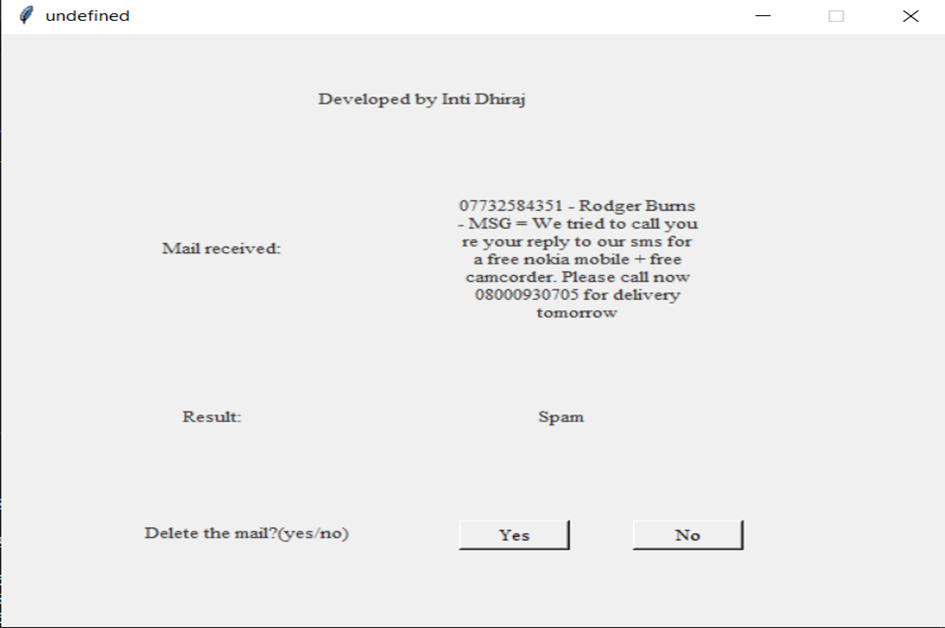 undefined
Developed by Inti Dhiraj
Mail received:
07732584351 - Rodger Burns
- MSG = We tried to call you
re your reply to our sms for
a free nokia mobile + free
camcorder. Please call now
08000930705 for delivery
tomorrow
Result:
Spam
Delete the mail?(yes/no)
Yes
No